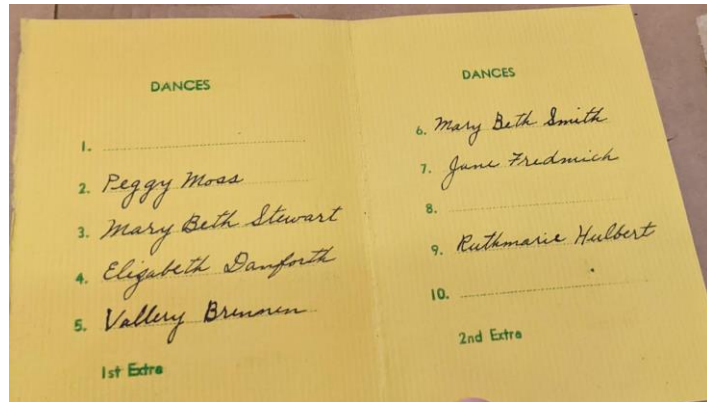 DANCES
1.
2. Peggy Moss
3. Mary Beth Stewart
4. Elizabeth Danforth
5. Vallery Brennen
1st Extra
DANCES
6. Mary Beth Smith
7. Jane Fredmich
8.
9. Ruthmarie Hulbert
10.
2nd Extra